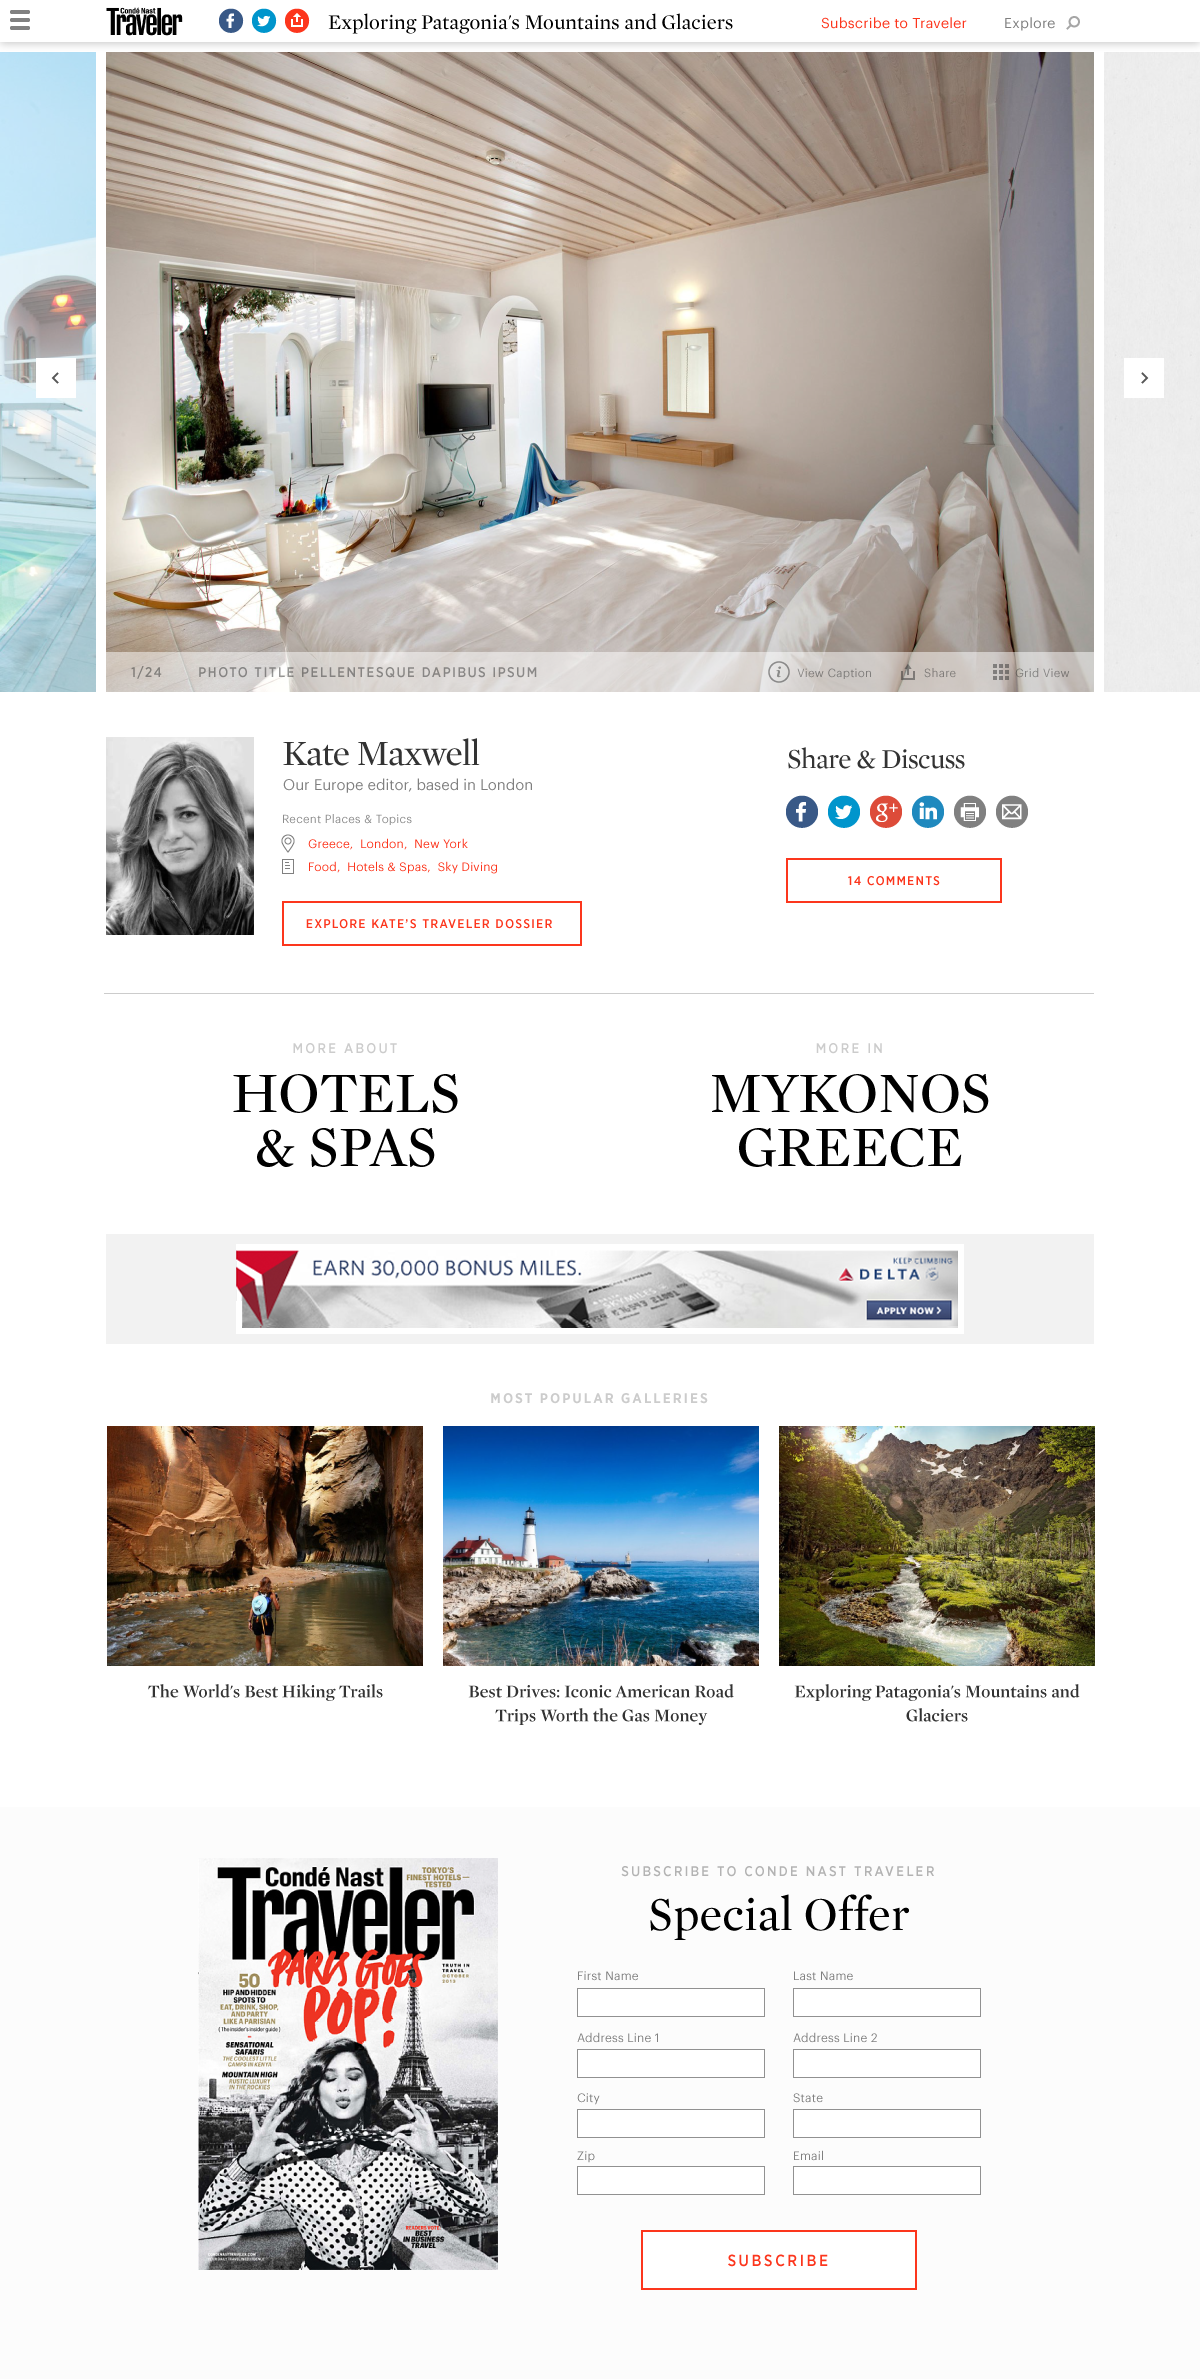 Condé Nast
Traveler
Exploring Patagonia's Mountains and Glaciers
Subscribe to Traveler
Explore
1/24
PHOTO TITLE PELLENTESQUE DAPIBUS IPSUM
View Caption
Share
Grid View
Kate Maxwell
Our Europe editor, based in London
Recent Places & Topics
Greece, London, New York
Food, Hotels & Spas, Sky Diving
EXPLORE KATE'S TRAVELER DOSSIER
Share & Discuss
14 COMMENTS
MORE ABOUT
HOTELS
& SPAS
MORE IN
MYKONOS
GREECE
EARN 30,000 BONUS MILES.
AMERICAN EXPRESS
KEEP CLIMBING
DELTA
APPLY NOW
MOST POPULAR GALLERIES
The World's Best Hiking Trails
Best Drives: Iconic American Road
Trips Worth the Gas Money
Exploring Patagonia's Mountains and
Glaciers
Condé Nast
Traveler
TOKYO'S
FINEST HOTELS—
TESTED
PARIS GOES
POP!
TRUTH IN
TRAVEL
OCTOBER
2013
50
HIP AND HIDDEN
SPOTS TO
EAT, DRINK, SHOP,
AND PARTY
LIKE A PARISIAN
(The insider's insider guide)
SENSATIONAL
SAFARIS
THE COOLEST LITTLE
CAMPS IN KENYA
MOUNTAIN HIGH
RUSTIC LUXURY
IN THE ROCKIES
READERS VOTE:
BEST
IN BUSINESS
TRAVEL
SUBSCRIBE TO CONDE NAST TRAVELER
Special Offer
First Name
Last Name
Address Line 1
Address Line 2
City
State
Zip
Email
SUBSCRIBE